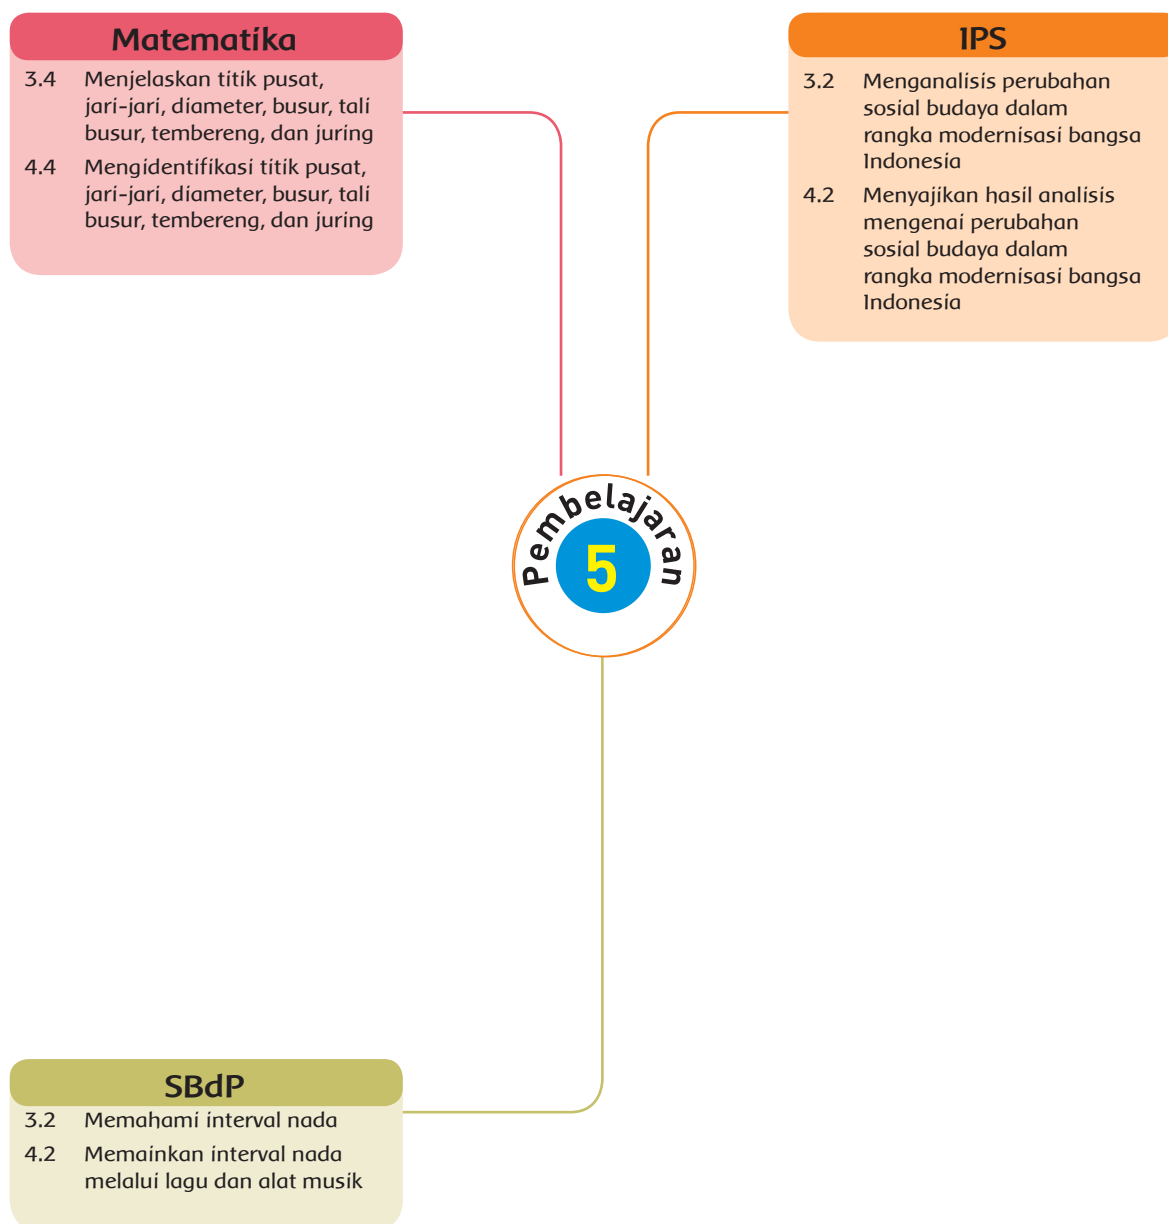 Matematika
3.4 Menjelaskan titik pusat,
jari-jari, diameter, busur, tali
busur, tembereng, dan juring
4.4 Mengidentifikasi titik pusat,
jari-jari, diameter, busur, tali
busur, tembereng, dan juring
IPS
3.2 Menganalisis perubahan
sosial budaya dalam
rangka modernisasi bangsa
Indonesia
4.2 Menyajikan hasil analisis
mengenai perubahan
sosial budaya dalam
rangka modernisasi bangsa
Indonesia
Pembelajaran
5
SBdP
3.2 Memahami interval nada
4.2 Memainkan interval nada
melalui lagu dan alat musik